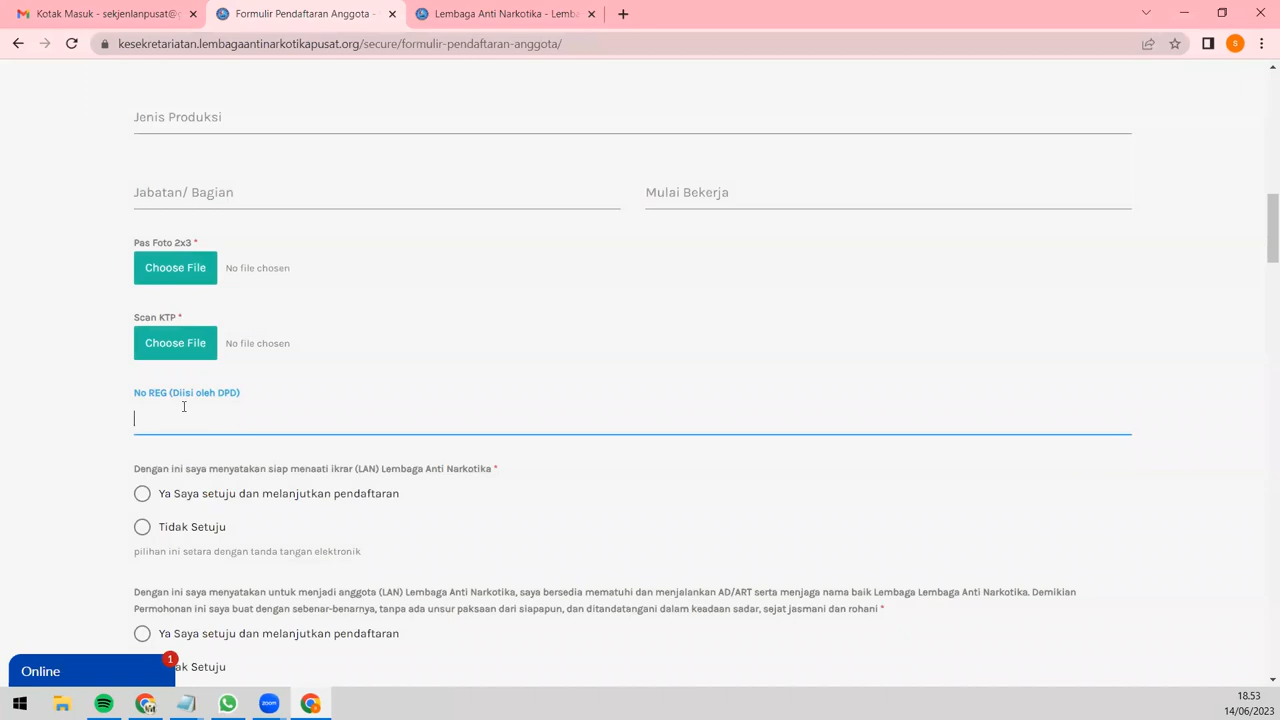 Kotak Masuk - sekjenlanpusat@g
Formulir Pendaftaran Anggota -
Lembaga Anti Narkotika - Lemba
kesekretariatan.lembagaantinarkotikapusat.org/secure/formulir-pendaftaran-anggota/
S
Jenis Produksi
Jabatan/ Bagian
Mulai Bekerja
Pas Foto 2x3 *
Choose File
No file chosen
Scan KTP *
Choose File
No file chosen
No REG (Diisi oleh DPD)
Dengan ini saya menyatakan siap menaati ikrar (LAN) Lembaga Anti Narkotika *
Ya Saya setuju dan melanjutkan pendaftaran
Tidak Setuju
pilihan ini setara dengan tanda tangan elektronik
Dengan ini saya menyatakan untuk menjadi anggota (LAN) Lembaga Anti Narkotika, saya bersedia mematuhi dan menjalankan AD/ART serta menjaga nama baik Lembaga Lembaga Anti Narkotika. Demikian
Permohonan ini saya buat dengan sebenar-benarnya, tanpa ada unsur paksaan dari siapapun, dan ditandatangani dalam keadaan sadar, sejat jasmani dan rohani *
Ya Saya setuju dan melanjutkan pendaftaran
ak Setuju
Online
1
zoom
18.53
14/06/2023